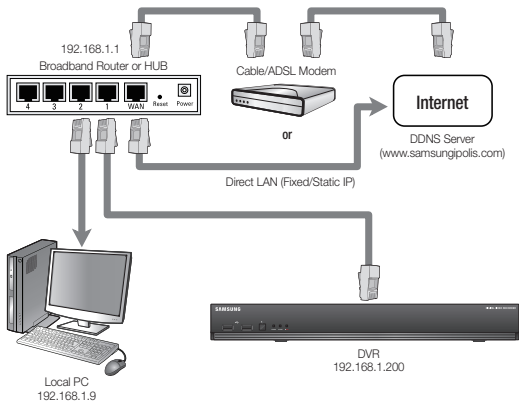 192.168.1.1
Broadband Router or HUB
4 3 2 1 WAN Reset Power
Cable/ADSL Modem
or
Internet
DDNS Server
(www.samsungipolis.com)
Direct LAN (Fixed/Static IP)
SAMSUNG
DVR
192.168.1.200
Local PC
192.168.1.9